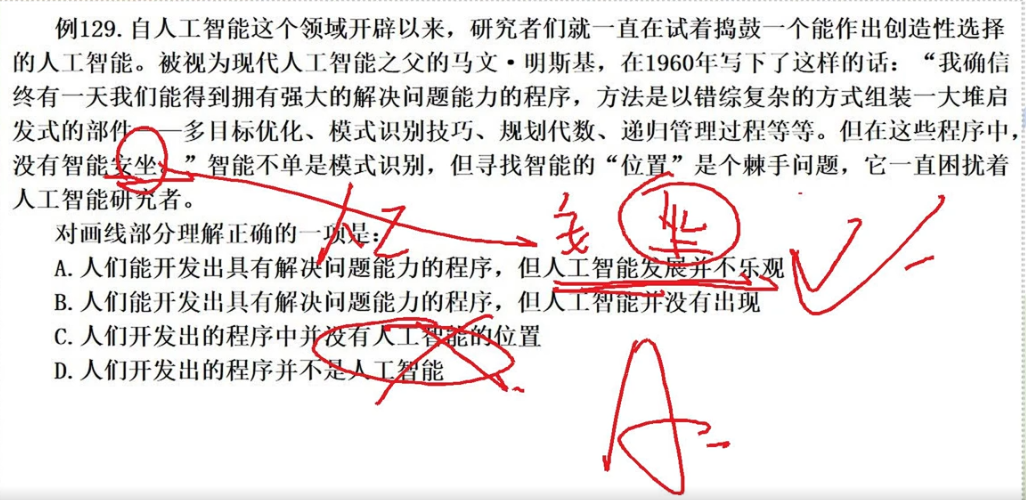 例129.自人工智能这个领域开辟以来，研究者们就一直在试着捣鼓一个能作出创造性选择
的人工智能。被视为现代人工智能之父的马文·明斯基，在1960年写下了这样的话：“我确信
终有一天我们能得到拥有强大的解决问题能力的程序，方法是以错综复杂的方式组装一大堆启
发式的部件——多目标优化、模式识别技巧、规划代数、递归管理过程等等。但在这些程序中，
没有智能安坐。”智能不单是模式识别，但寻找智能的“位置”是个棘手问题，它一直困扰着
人工智能研究者。
对画线部分理解正确的一项是：
A.人们能开发出具有解决问题能力的程序，但人工智能发展并不乐观
B.人们能开发出具有解决问题能力的程序，但人工智能并没有出现
C.人们开发出的程序中并没有人工智能的位置
D.人们开发出的程序并不是人工智能
A